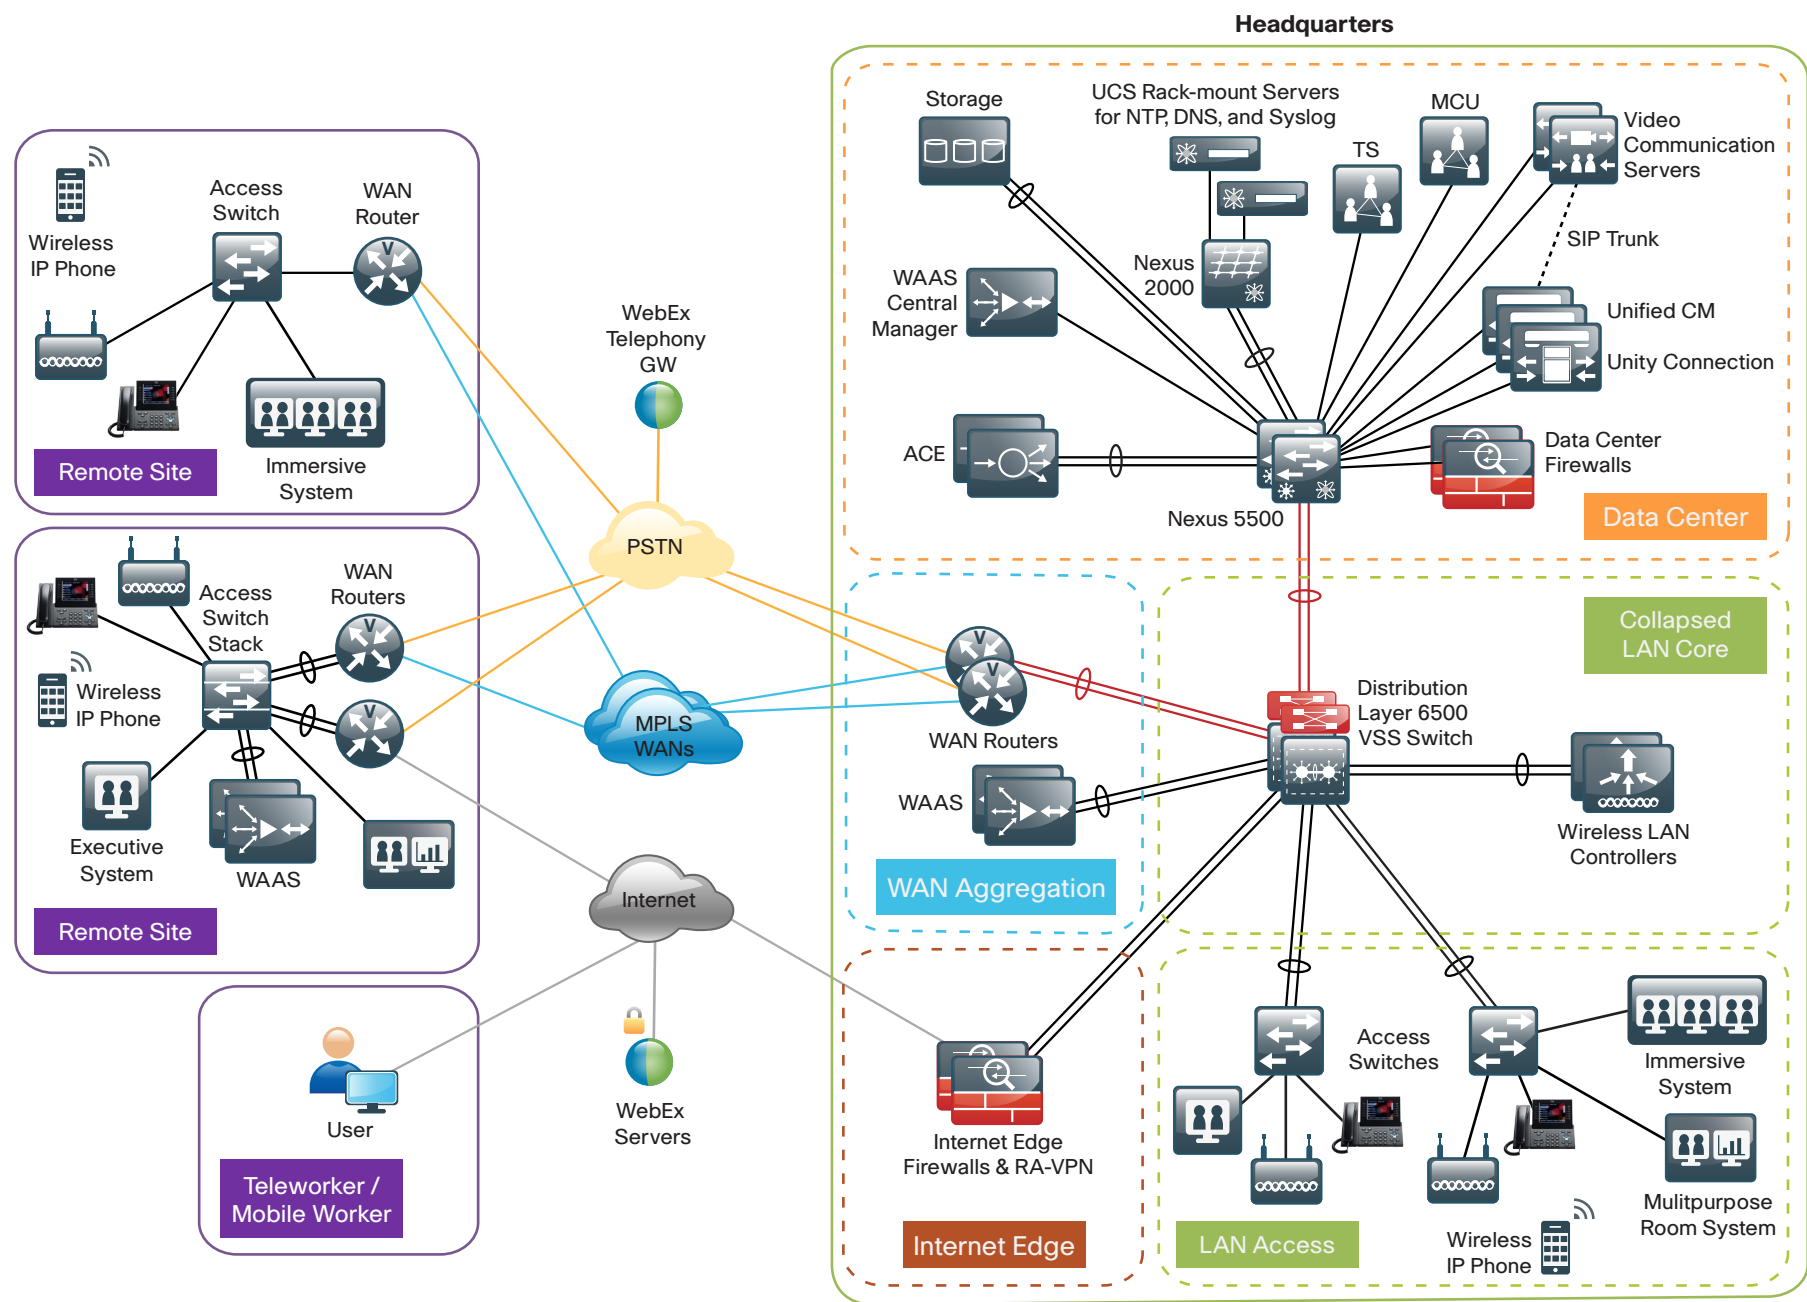 Headquarters
Storage
UCS Rack-mount Servers
for NTP, DNS, and Syslog
MCU
TS
Video
Communication
Servers
SIP Trunk
Nexus
2000
WAAS
Central
Manager
Unified CM
Unity Connection
ACE
Data Center
Firewalls
Nexus 5500
Data Center
Wireless
IP Phone
Access
Switch
WAN
Router
V
Immersive
System
Remote Site
WebEx
Telephony
GW
PSTN
Access
Switch
Stack
WAN
Routers
V
V
Wireless
IP Phone
Executive
System
WAAS
Remote Site
MPLS
WANs
Internet
WebEx
Servers
User
Teleworker /
Mobile Worker
V
V
WAN Routers
WAAS
WAN Aggregation
Collapsed
LAN Core
Distribution
Layer 6500
VSS Switch
Wireless LAN
Controllers
Internet Edge
Firewalls & RA-VPN
Internet Edge
Access
Switches
Immersive
System
Mulitpurpose
Room System
Wireless
IP Phone
LAN Access